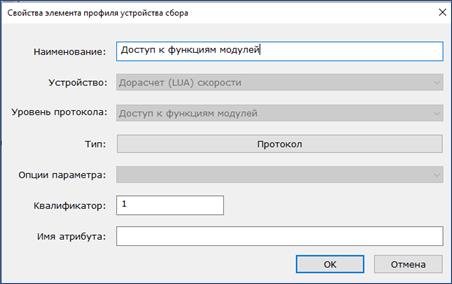 Свойства элемента профиля устройства сбора
Наименование: Доступ к функциям модулей
Устройство: Дорасчет (LUA) скорости
Уровень протокола: Доступ к функциям модулей
Тип: Протокол
Опции параметра:
Квалификатор: 1
Имя атрибута:
OK Отмена